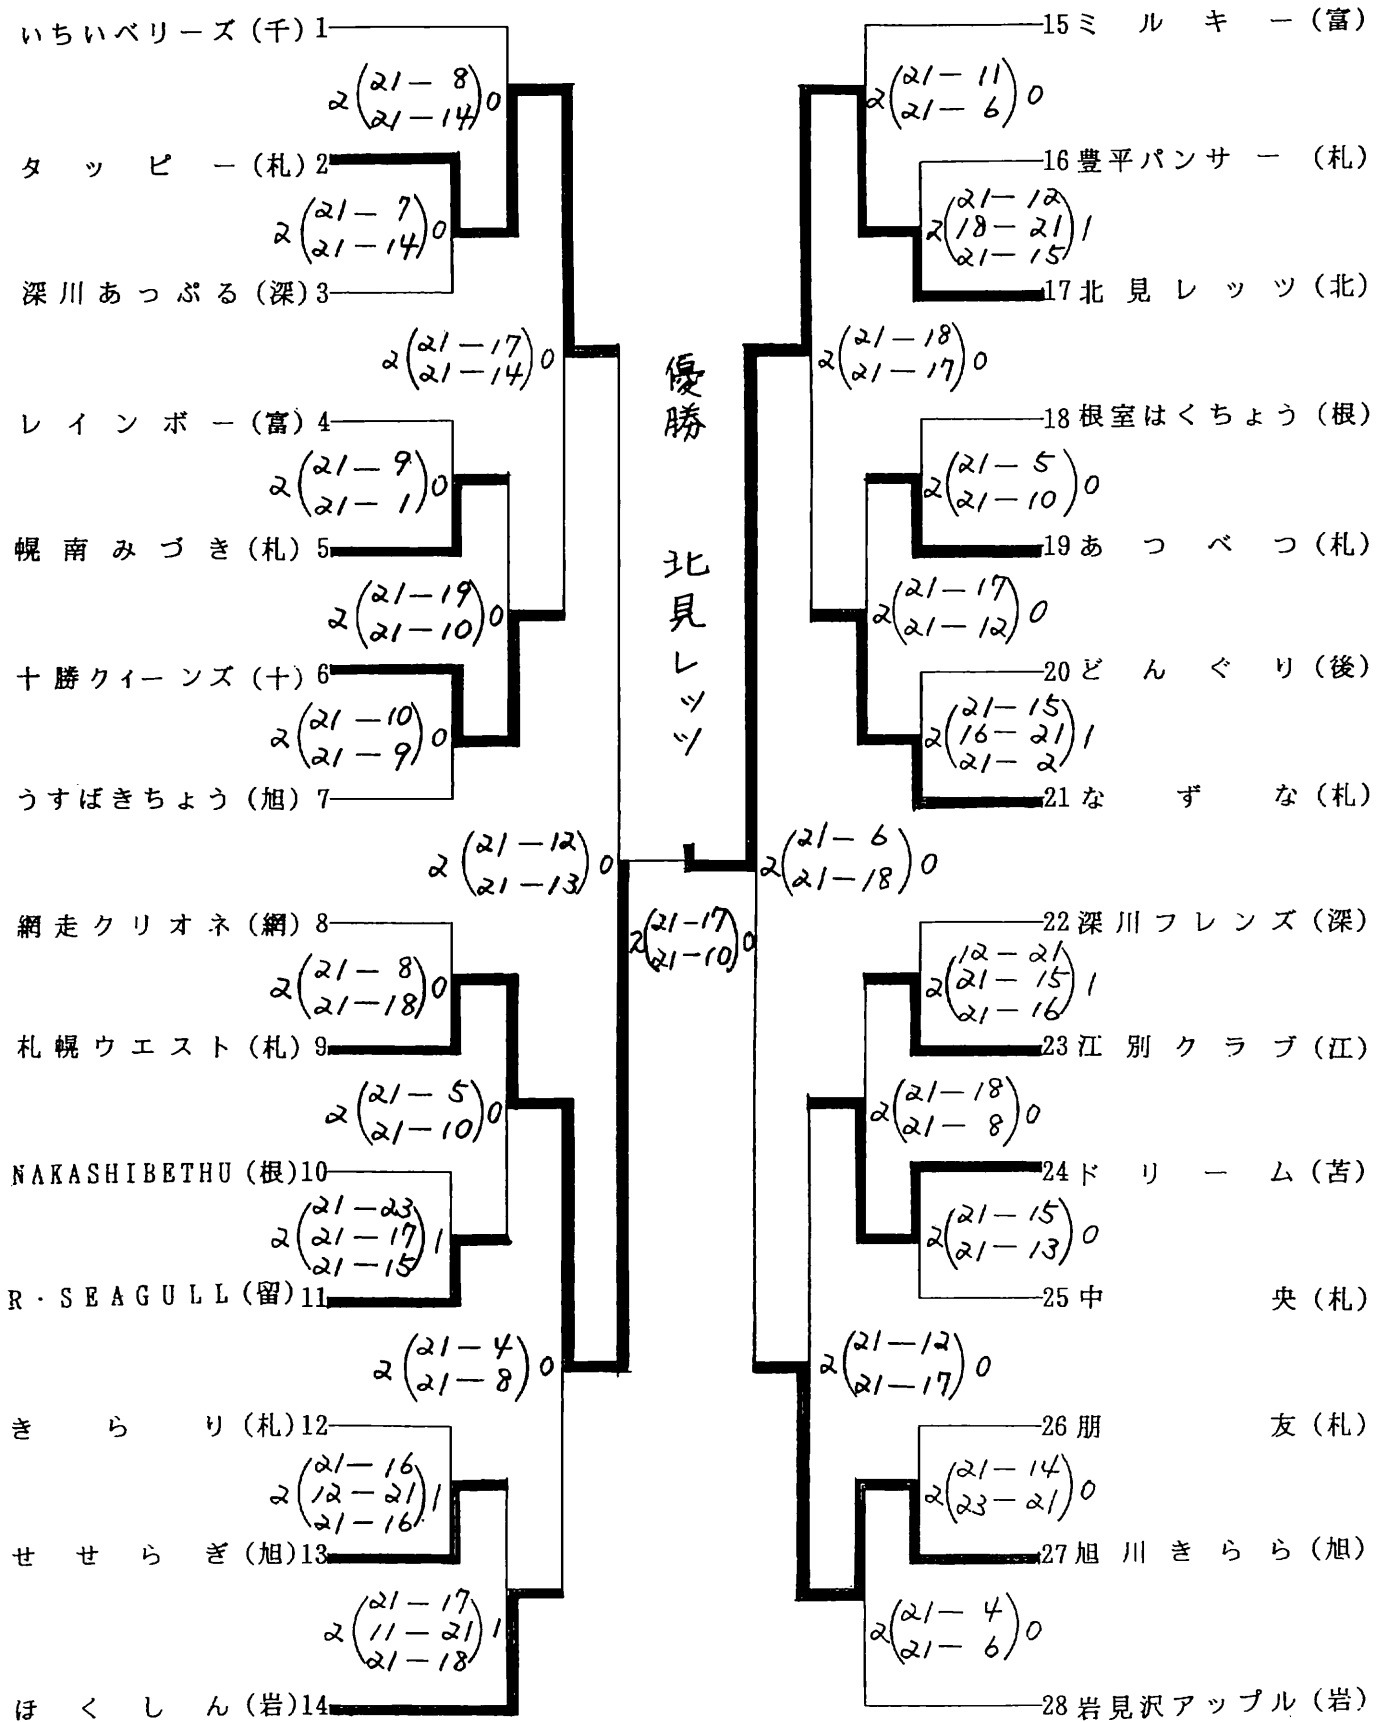 いちいベリーズ(千) 1
2(21-8 21-14)0
タッピー(札) 2
2(21-7 21-14)0
深川あっぷる(深) 3
2(21-17 21-14)0
レインボー(富) 4
2(21-9 21-1)0
幌南みづき(札) 5
2(21-19 21-10)0
十勝クィーンズ(十) 6
2(21-10 21-9)0
うすばきちょう(旭) 7
2(21-12 21-13)0
網走クリオネ(網) 8
2(21-8 21-18)0
札幌ウエスト(札) 9
2(21-5 21-10)0
NAKASHIBETHU(根)10
2(21-23 21-17 21-15)1
R・SEAGULL(留)11
2(21-4 21-8)0
きらり(札)12
2(21-16 12-21 21-16)1
せせらぎ(旭)13
2(21-17 11-21 21-18)1
ほくしん(岩)14
優勝 北見レッツ
2(21-17 21-10)0
15ミルキー(富)
2(21-11 21-6)0
16豊平パンサー(札)
2(21-12 18-21 21-15)1
17北見レッツ(北)
2(21-18 21-17)0
18根室はくちょう(根)
2(21-5 21-10)0
19あつべつ(札)
2(21-17 21-12)0
20どんぐり(後)
2(21-15 16-21 21-2)1
21なずな(札)
2(21-6 21-18)0
22深川フレンズ(深)
2(12-21 21-15 21-16)1
23江別クラブ(江)
2(21-18 21-8)0
24ドリーム(苫)
2(21-15 21-13)0
25中央(札)
2(21-12 21-17)0
26朋友(札)
2(21-14 23-21)0
27旭川きらら(旭)
2(21-4 21-6)0
28岩見沢アップル(岩)